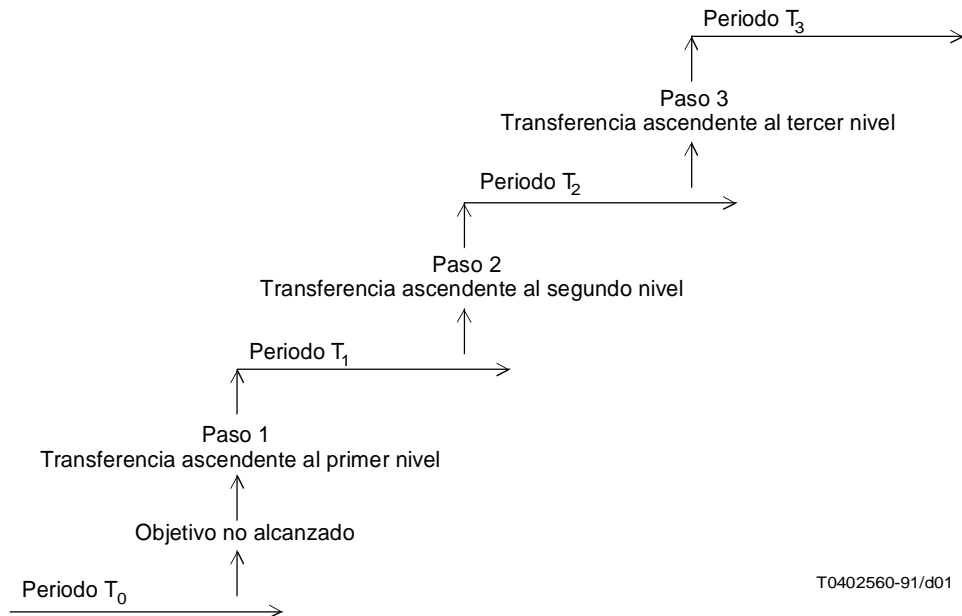 Periodo T₃
Paso 3
Transferencia ascendente al tercer nivel
Periodo T₂
Paso 2
Transferencia ascendente al segundo nivel
Periodo T₁
Paso 1
Transferencia ascendente al primer nivel
Objetivo no alcanzado
Periodo T₀
T0402560-91/d01